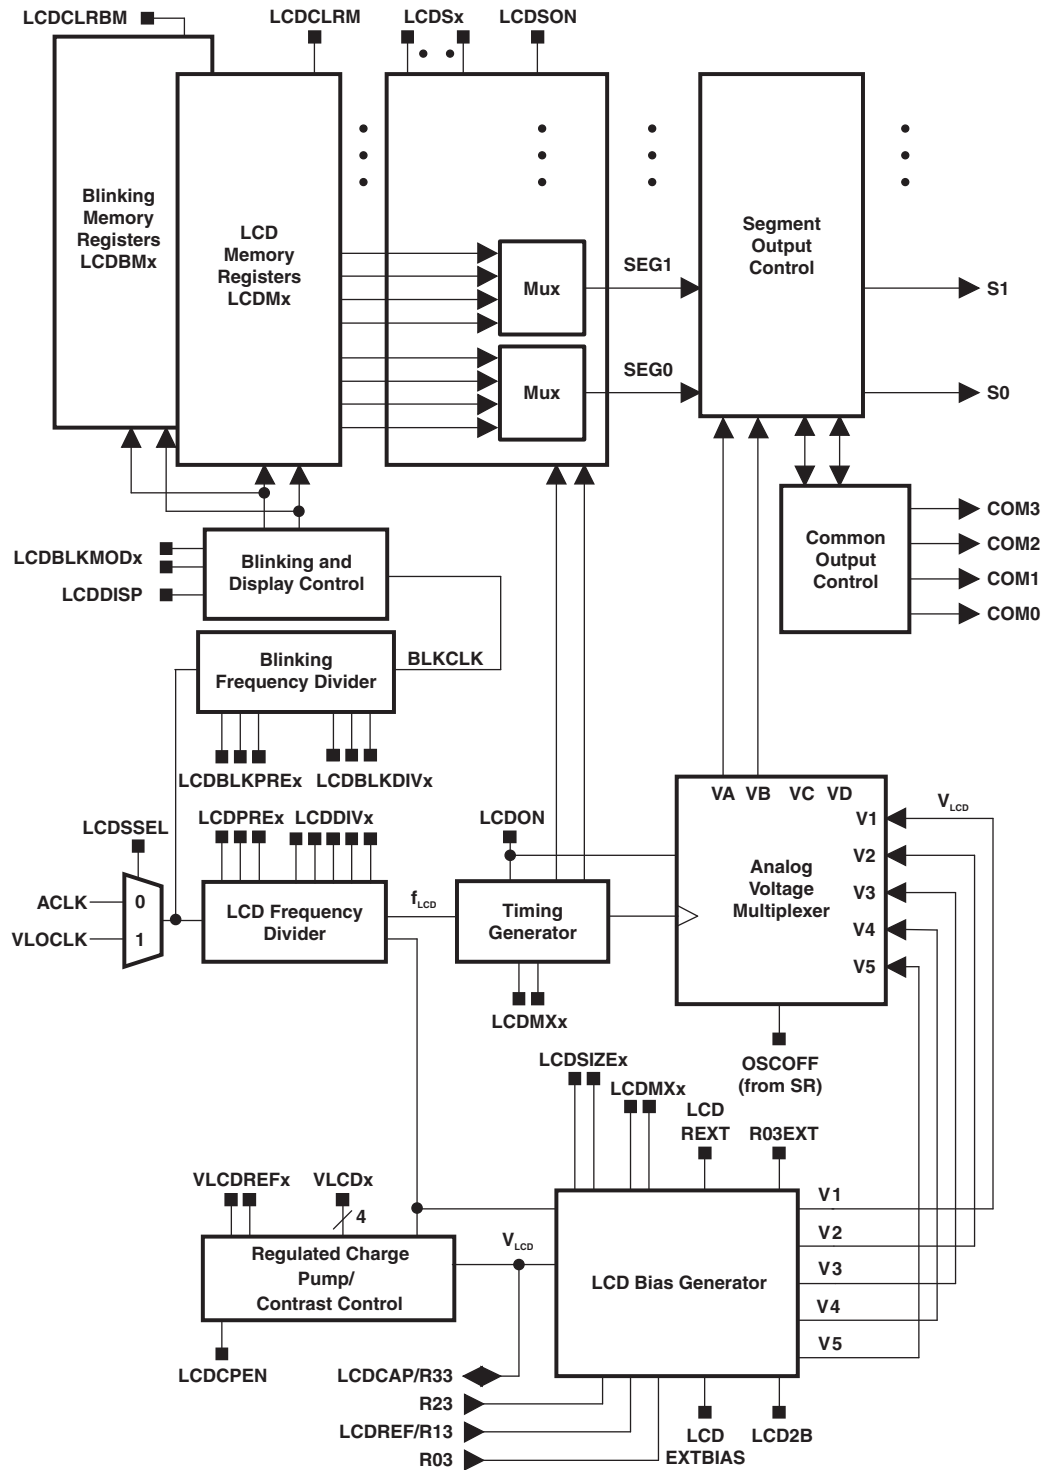 LCDCLRBM
LCDCLRM
LCDSx
LCDSON
Blinking
Memory
Registers
LCDBMx
LCD
Memory
Registers
LCDMx
Mux
Mux
SEG1
SEG0
Segment
Output
Control
S1
S0
Common
Output
Control
COM3
COM2
COM1
COM0
LCDBLKMODx
LCDDISP
Blinking and
Display Control
BLKCLK
Blinking
Frequency Divider
LCDBLKPREx
LCDBLKDIVx
LCDSSEL
LCDPREx
LCDDIVx
ACLK
VLOCLK
0
1
LCD Frequency
Divider
fLCD
LCDON
Timing
Generator
LCDMXx
VA VB VC VD
Analog
Voltage
Multiplexer
V1
V2
V3
V4
V5
VLCD
OSCOFF
(from SR)
LCDSIZEx
LCDMXx
LCD
REXT
R03EXT
VLCDREFx
VLCDx
4
Regulated Charge
Pump/
Contrast Control
VLCD
LCD Bias Generator
V1
V2
V3
V4
V5
LCDCPEN
LCDCAP/R33
R23
LCDREF/R13
R03
LCD
EXTBIAS
LCD2B